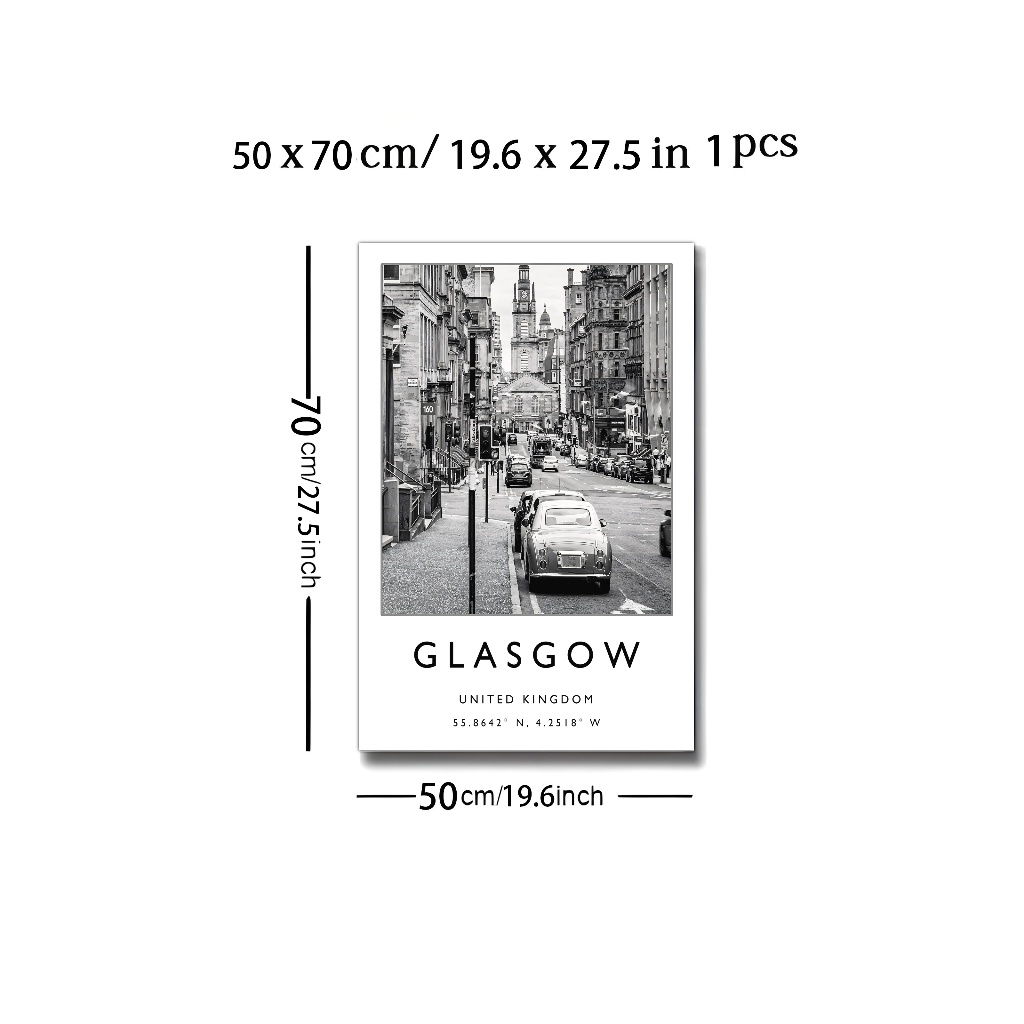 50 x 70 cm/ 19.6 x 27.5 in 1 pcs
70cm/27.5inch
160
GLASGOW
UNITED KINGDOM
55.8642° N, 4.2518° W
50cm/19.6inch